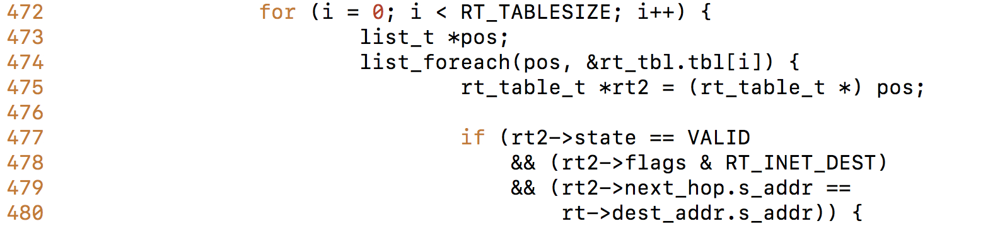 472 for (i = 0; i < RT_TABLESIZE; i++) {
473 list_t *pos;
474 list_foreach(pos, &rt_tbl.tbl[i]) {
475 rt_table_t *rt2 = (rt_table_t *) pos;
476
477 if (rt2->state == VALID
478 && (rt2->flags & RT_INET_DEST)
479 && (rt2->next_hop.s_addr ==
480 rt->dest_addr.s_addr)) {